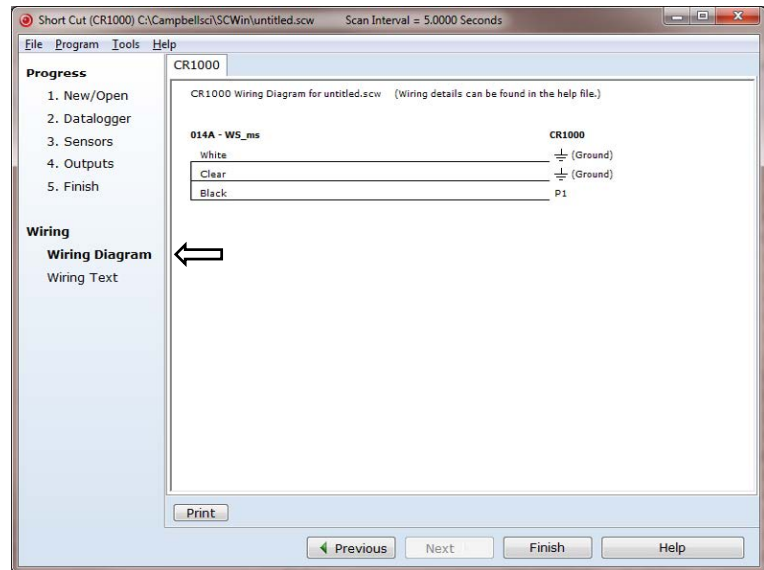 Short Cut (CR1000) C:\Campbellsci\SCWin\untitled.scw Scan Interval = 5.0000 Seconds
File Program Tools Help
Progress
1. New/Open
2. Datalogger
3. Sensors
4. Outputs
5. Finish
Wiring
Wiring Diagram
Wiring Text
CR1000
CR1000 Wiring Diagram for untitled.scw (Wiring details can be found in the help file.)
014A - WS_ms CR1000
White (Ground)
Clear (Ground)
Black P1
Print
Previous Next Finish Help